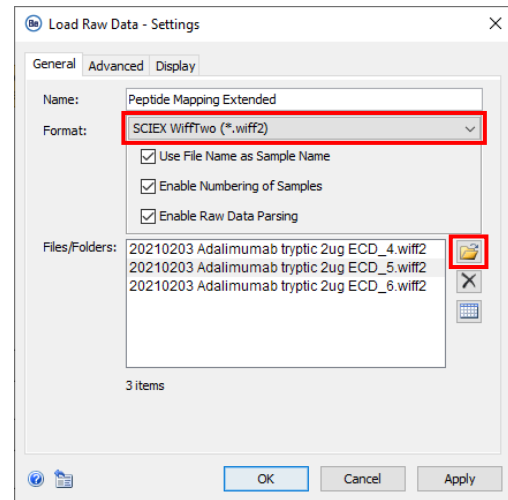 Be Load Raw Data - Settings
General Advanced Display
Name: Peptide Mapping Extended
Format: SCIEX WiffTwo (*.wiff2)
Use File Name as Sample Name
Enable Numbering of Samples
Enable Raw Data Parsing
Files/Folders: 20210203 Adalimumab tryptic 2ug ECD_4.wiff2
20210203 Adalimumab tryptic 2ug ECD_5.wiff2
20210203 Adalimumab tryptic 2ug ECD_6.wiff2
3 items
OK Cancel Apply